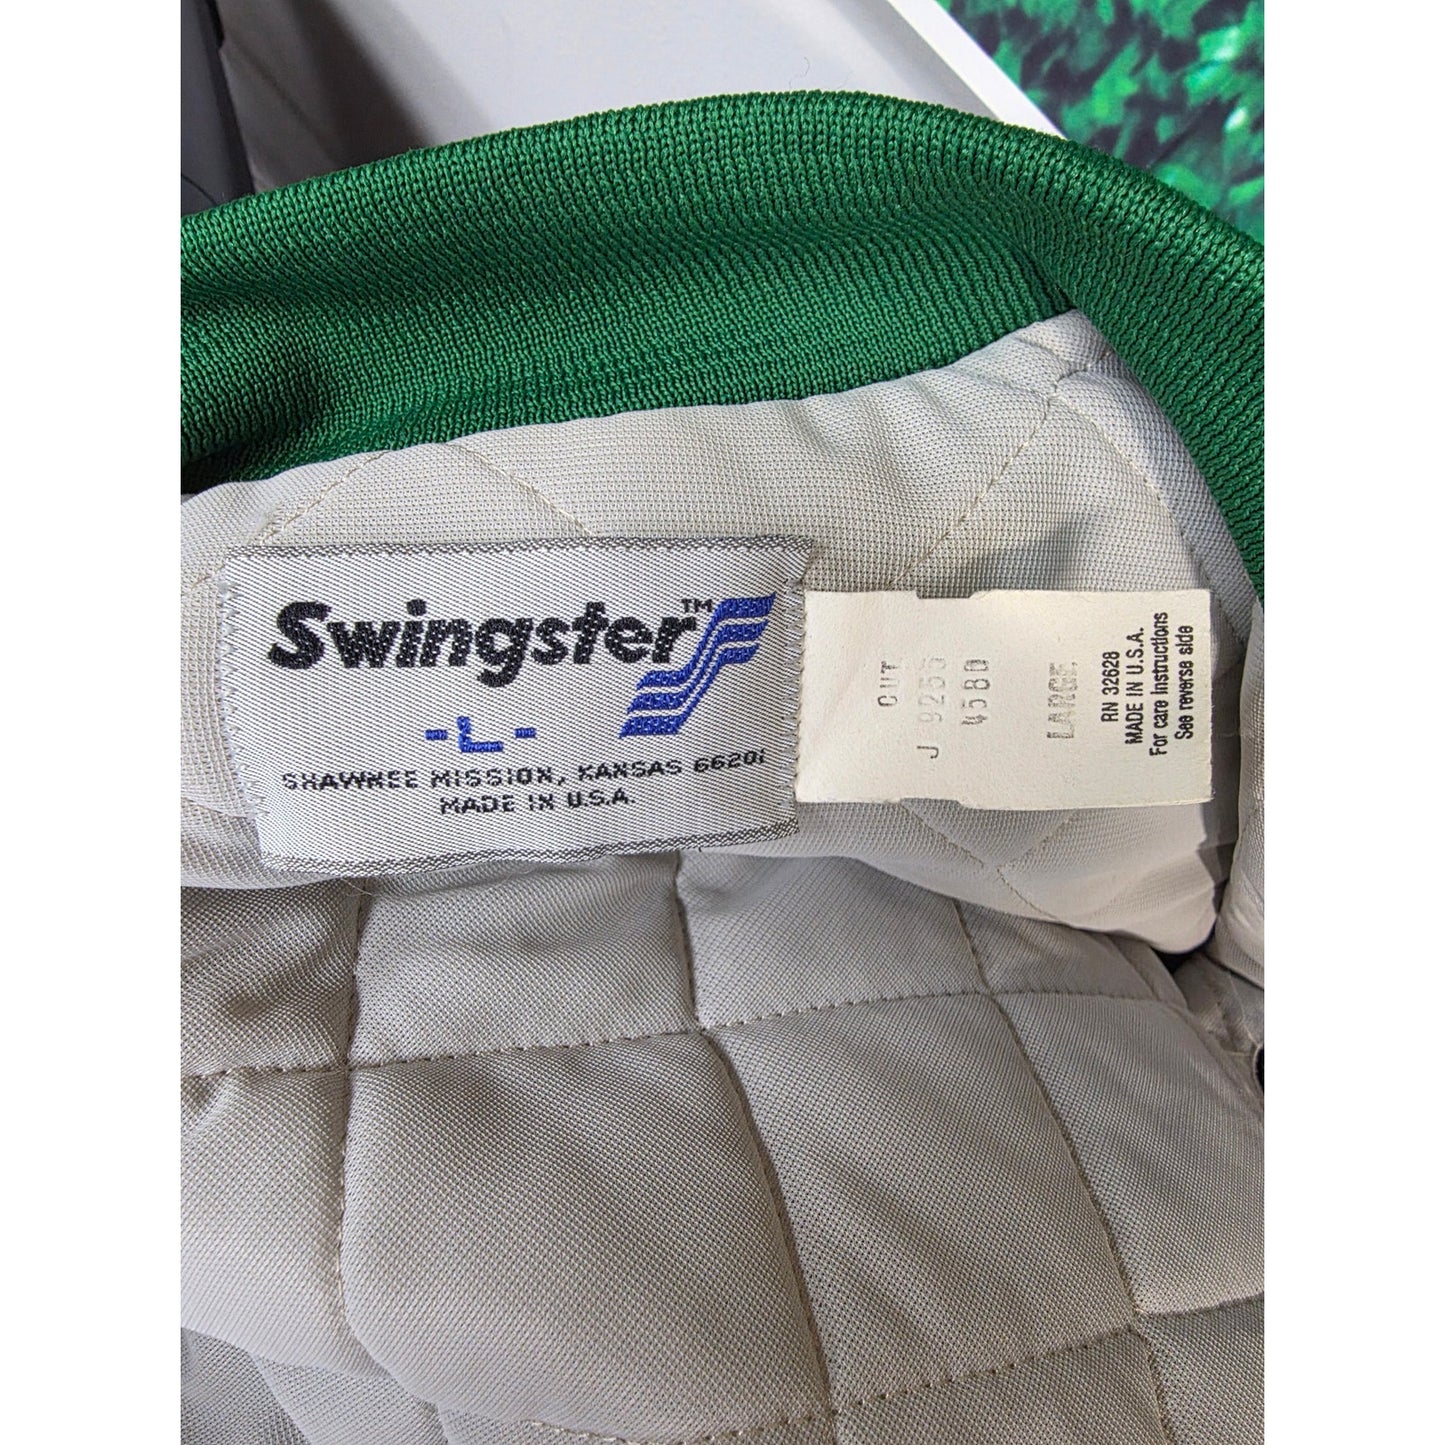 Swingster™
-L-
SHAWNEE MISSION, KANSAS 66201
MADE IN U.S.A.
CUT
J 9255
4580
LARGE
RN 32628
MADE IN U.S.A.
For care Instructions
See reverse side